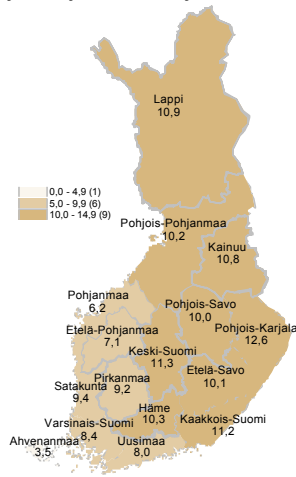 Lappi
10,9
0,0 - 4,9 (1)
5,0 - 9,9 (6)
10,0 - 14,9 (9)
Pohjois-Pohjanmaa
10,2
Kainuu
10,8
Pohjanmaa
6,2
Pohjois-Savo
10,0
Etelä-Pohjanmaa
7,1
Pohjois-Karjala
12,6
Keski-Suomi
11,3
Etelä-Savo
10,1
Pirkanmaa
9,2
Satakunta
9,4
Häme
10,3
Kaakkois-Suomi
11,2
Varsinais-Suomi
8,4
Uusimaa
8,0
Ahvenanmaa
3,5